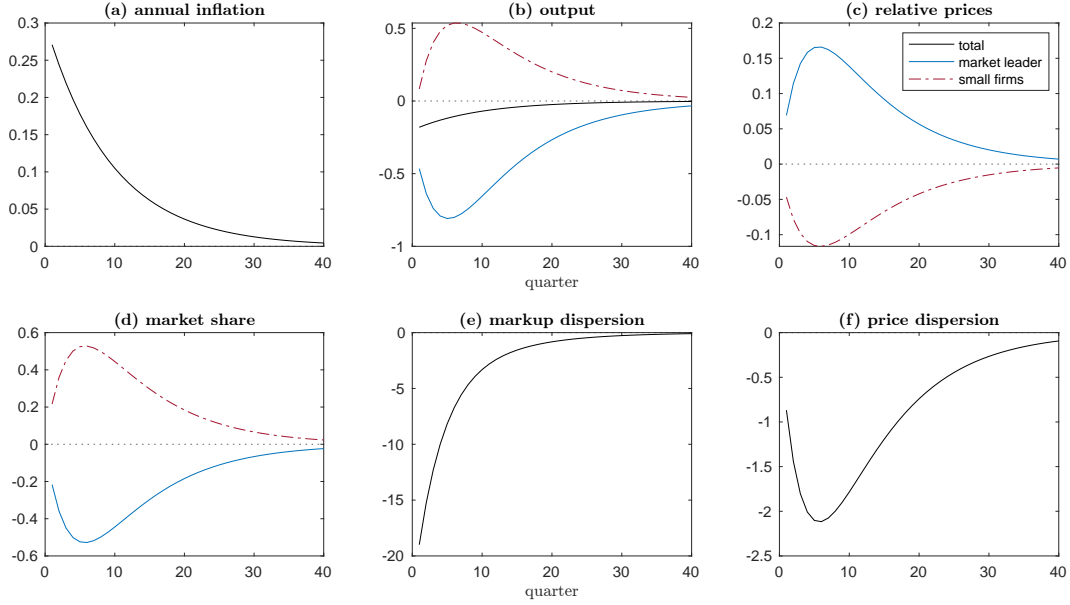 (a) annual inflation
0.3
0.25
0.2
0.15
0.1
0.05
0
0 10 20 30 40
(b) output
0.5
0
-0.5
-1
0 10 20 30 40
quarter
(c) relative prices
0.2
0.15
0.1
0.05
0
-0.05
-0.1
0 10 20 30 40
total
market leader
small firms
(d) market share
0.6
0.4
0.2
0
-0.2
-0.4
-0.6
0 10 20 30 40
(e) markup dispersion
0
-5
-10
-15
-20
0 10 20 30 40
quarter
(f) price dispersion
0
-0.5
-1
-1.5
-2
-2.5
0 10 20 30 40